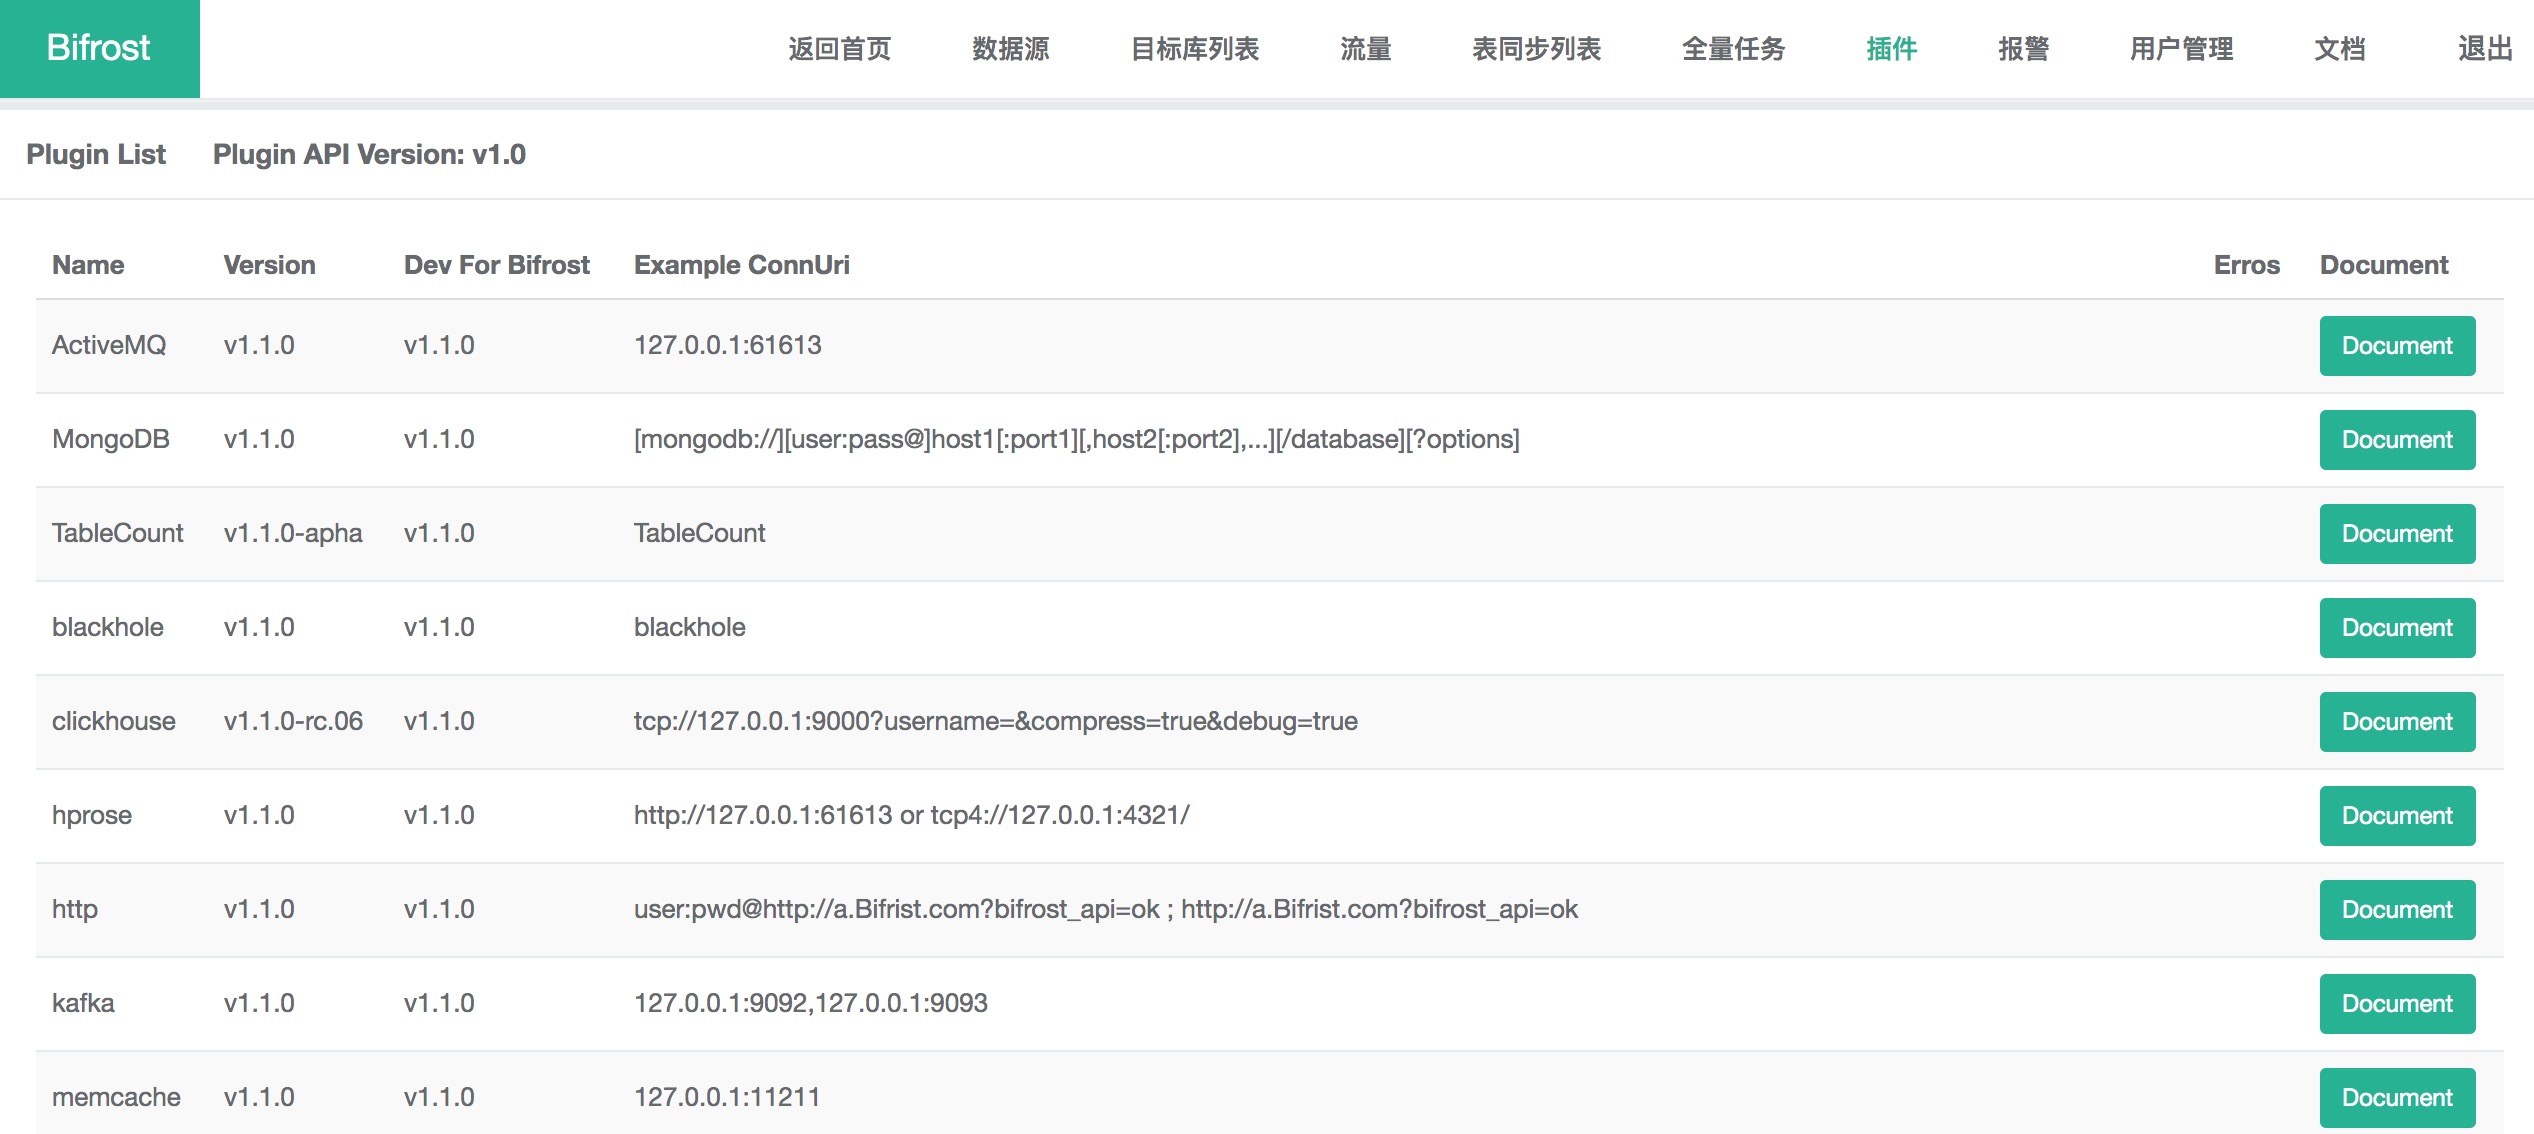 Bifrost 返回首页 数据源 目标库列表 流量 表同步列表 全量任务 插件 报警 用户管理 文档 退出
Plugin List Plugin API Version: v1.0
Name Version Dev For Bifrost Example ConnUri Erros Document
ActiveMQ v1.1.0 v1.1.0 127.0.0.1:61613 Document
MongoDB v1.1.0 v1.1.0 [mongodb://][user:pass@]host1[:port1][,host2[:port2],...][/database][?options] Document
TableCount v1.1.0-apha v1.1.0 TableCount Document
blackhole v1.1.0 v1.1.0 blackhole Document
clickhouse v1.1.0-rc.06 v1.1.0 tcp://127.0.0.1:9000?username=&compress=true&debug=true Document
hprose v1.1.0 v1.1.0 http://127.0.0.1:61613 or tcp4://127.0.0.1:4321/ Document
http v1.1.0 v1.1.0 user:pwd@http://a.Bifrist.com?bifrost_api=ok ; http://a.Bifrist.com?bifrost_api=ok Document
kafka v1.1.0 v1.1.0 127.0.0.1:9092,127.0.0.1:9093 Document
memcache v1.1.0 v1.1.0 127.0.0.1:11211 Document